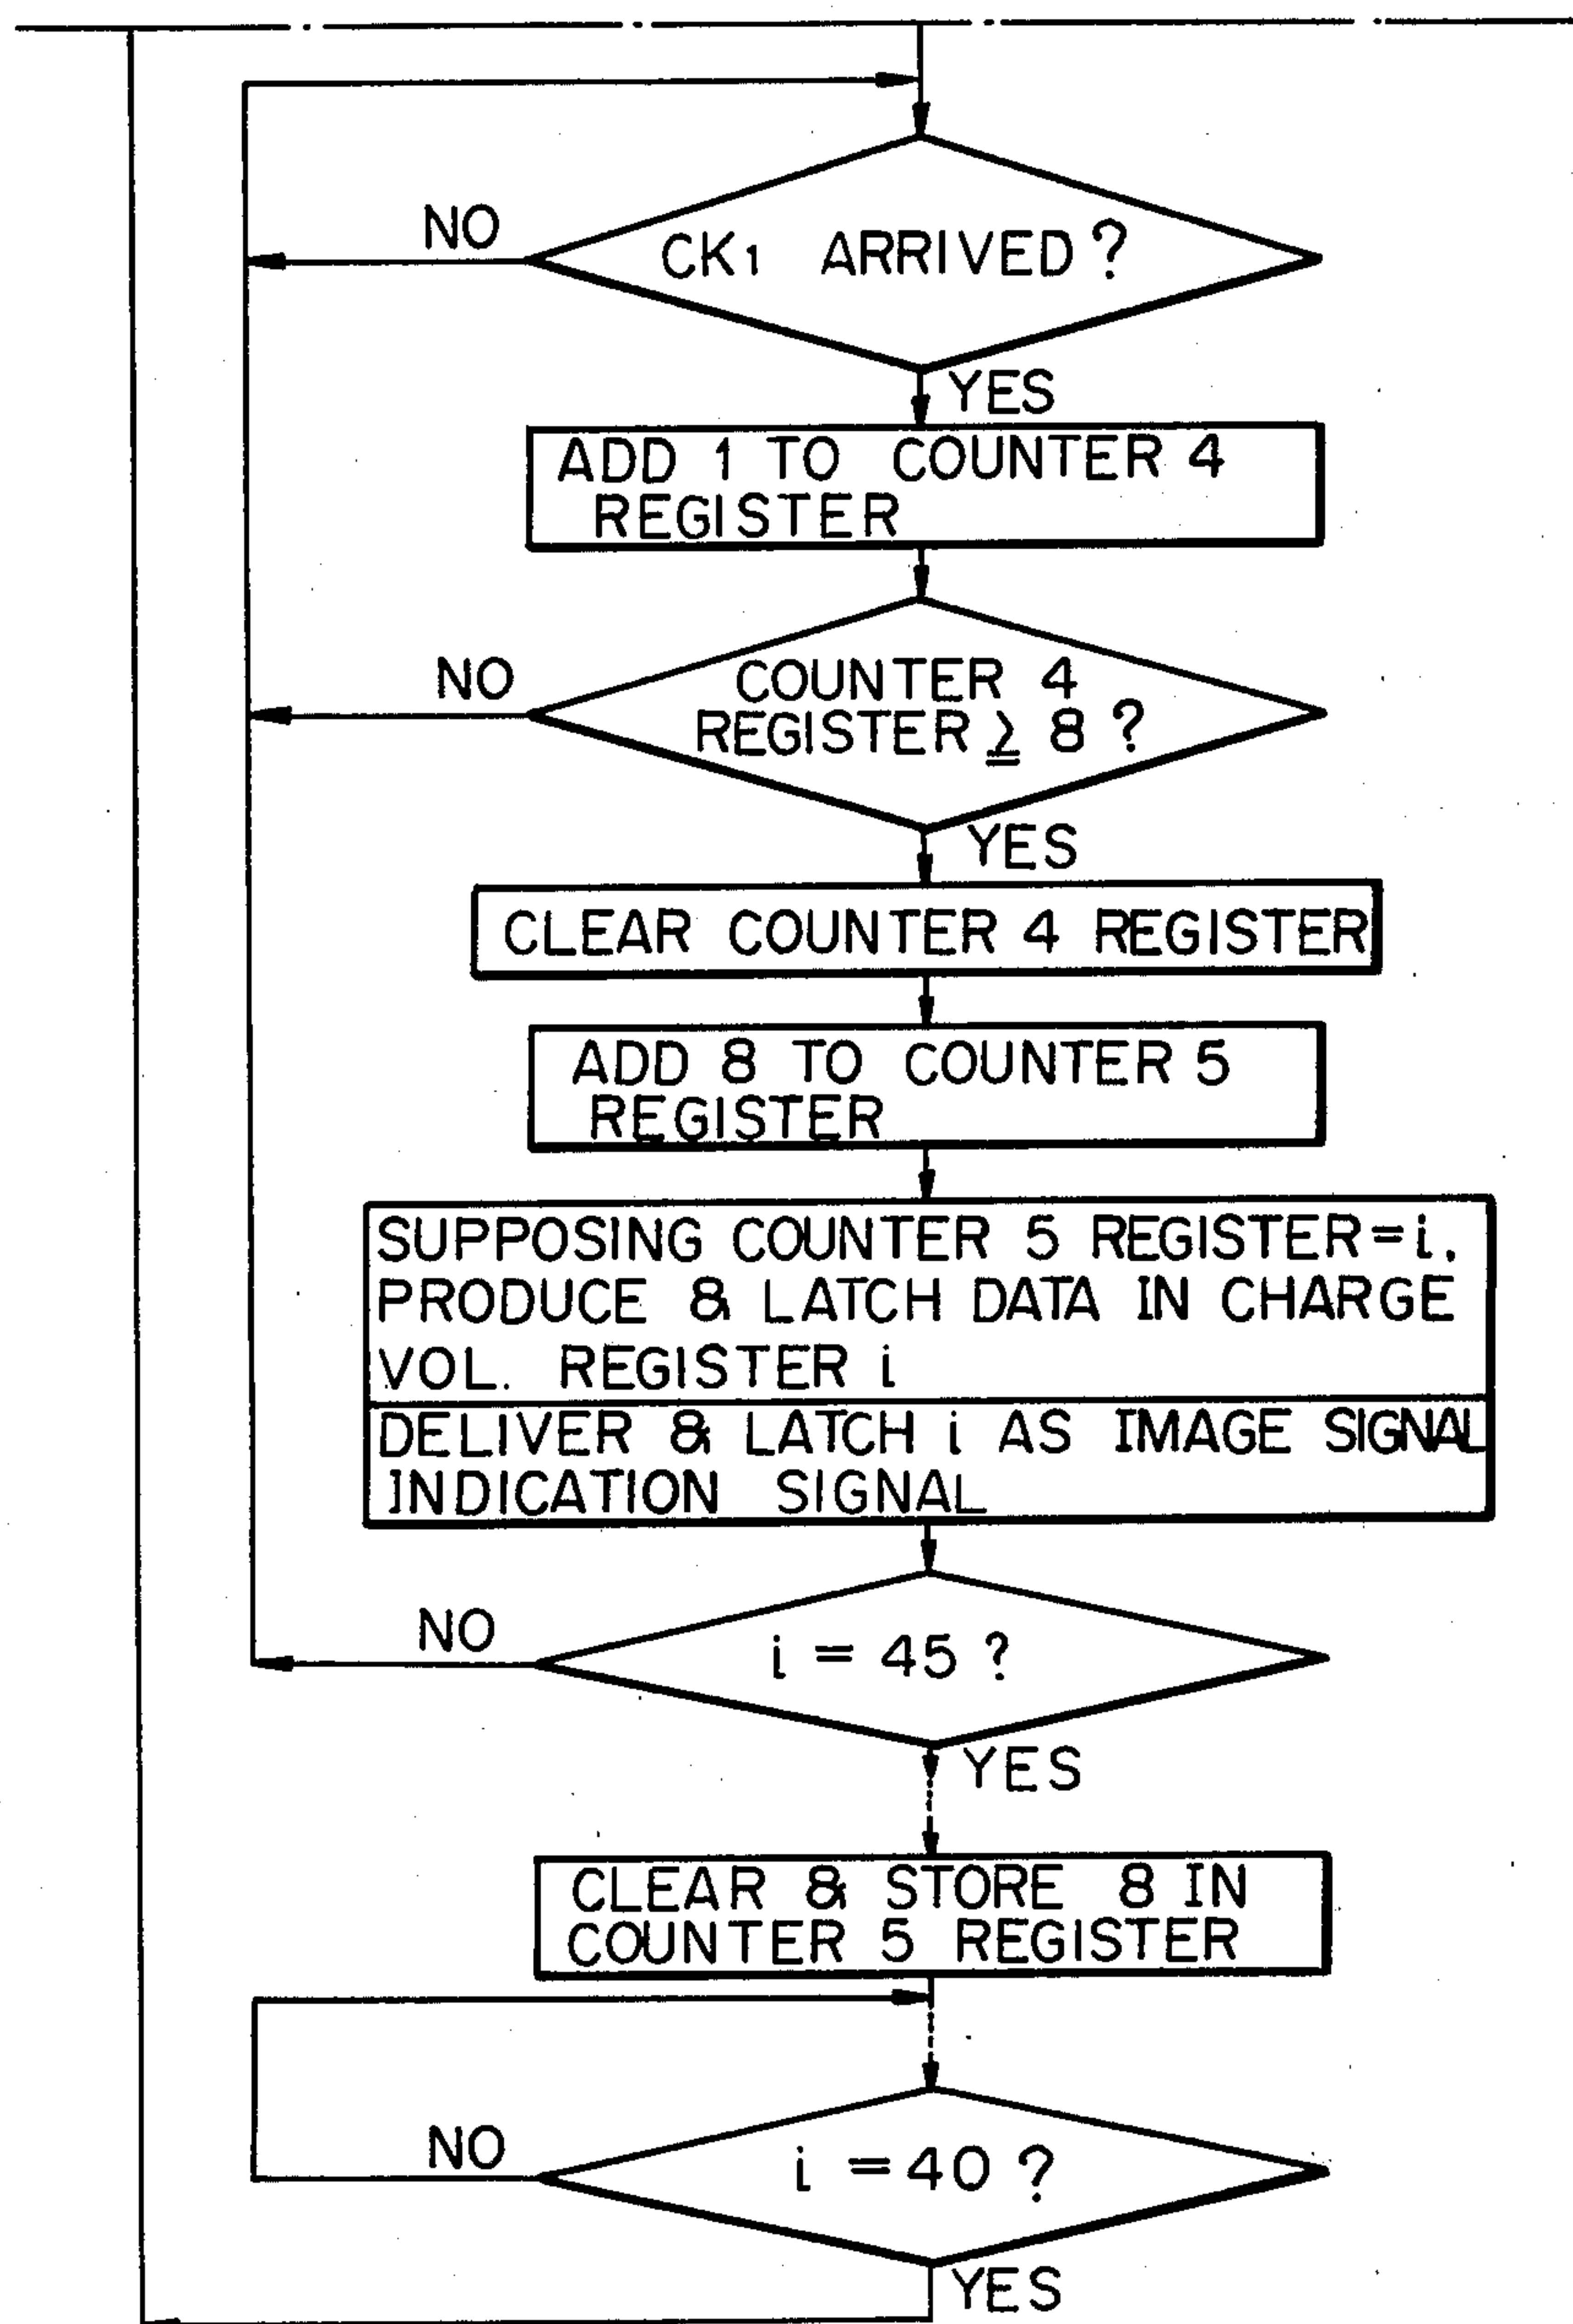 NO
CK1 ARRIVED?
YES
ADD 1 TO COUNTER 4
REGISTER
NO
COUNTER 4
REGISTER ≧ 8 ?
YES
CLEAR COUNTER 4 REGISTER
ADD 8 TO COUNTER 5
REGISTER
SUPPOSING COUNTER 5 REGISTER=i.
PRODUCE & LATCH DATA IN CHARGE
VOL. REGISTER i
DELIVER & LATCH i AS IMAGE SIGNAL
INDICATION SIGNAL
NO
i = 45 ?
YES
CLEAR & STORE 8 IN
COUNTER 5 REGISTER
NO
i = 40 ?
YES